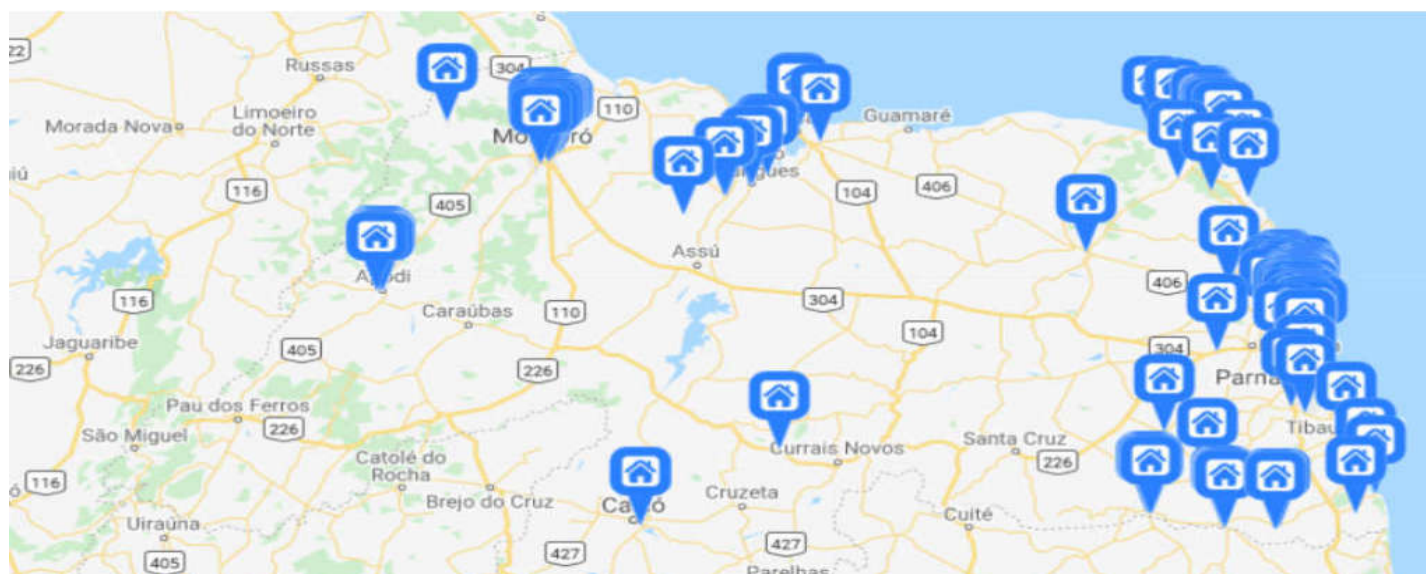 22
Russas
304
Limoeiro
do Norte
Morada Nova
110
Guamaré
116
405
104
406
Assú
116
406
304
Caraúbas
110
104
Jaguaribe
405
304
226
226
Pau dos Ferros
São Miguel
226
Currais Novos
Santa Cruz
226
Catolé do
Rocha
116
Brejo do Cruz
Cruzeta
Uiraúna
Cuité
405
427
427
Parelhas